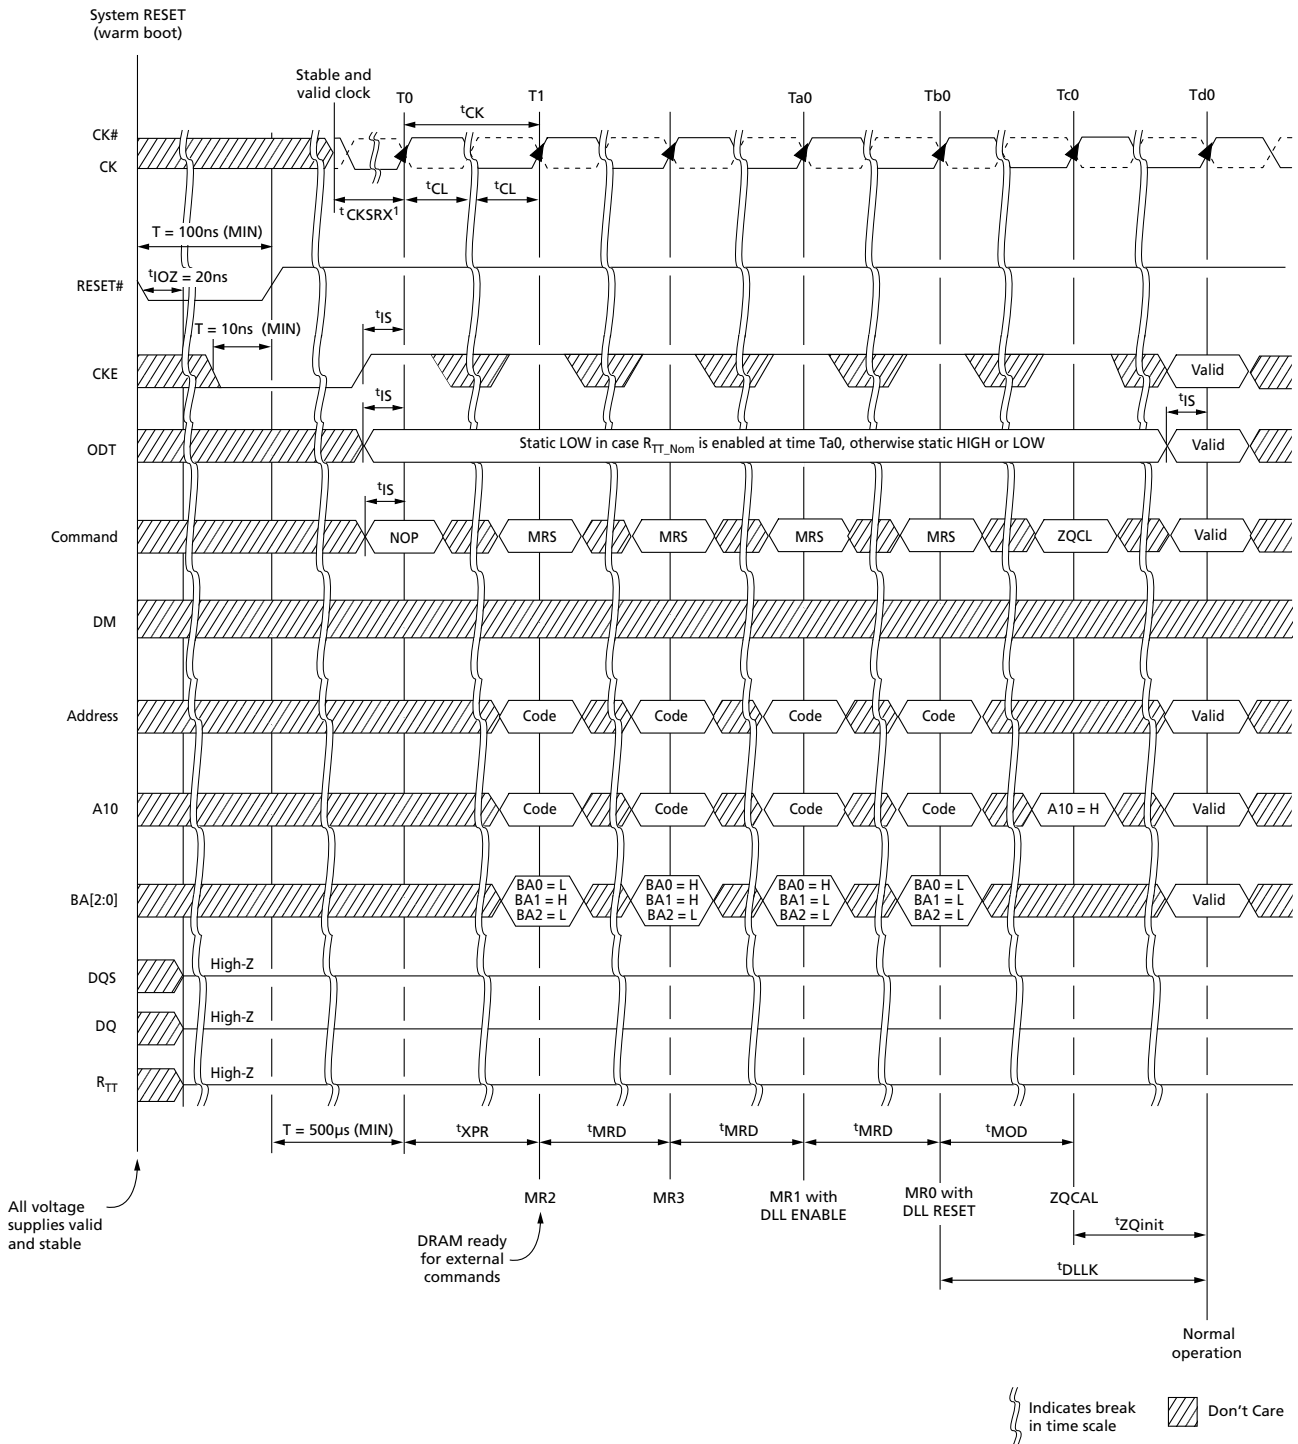 System RESET
(warm boot)
Stable and
valid clock
T0
T1
Ta0
Tb0
Tc0
Td0
tCK
CK#
CK
tCKSRX1
tCL
tCL
T = 100ns (MIN)
tIOZ = 20ns
RESET#
T = 10ns (MIN)
tIS
CKE
Valid
tIS
tIS
ODT
Static LOW in case RTT_Nom is enabled at time Ta0, otherwise static HIGH or LOW
Valid
tIS
Command
NOP
MRS
MRS
MRS
MRS
ZQCL
Valid
DM
Address
Code
Code
Code
Code
Valid
A10
Code
Code
Code
Code
A10 = H
Valid
BA[2:0]
BA0 = L
BA1 = H
BA2 = L
BA0 = H
BA1 = H
BA2 = L
BA0 = H
BA1 = L
BA2 = L
BA0 = L
BA1 = L
BA2 = L
Valid
DQS
High-Z
DQ
High-Z
RTT
High-Z
T = 500µs (MIN)
tXPR
tMRD
tMRD
tMRD
tMOD
All voltage
supplies valid
and stable
MR2
MR3
MR1 with
DLL ENABLE
MR0 with
DLL RESET
ZQCAL
DRAM ready
for external
commands
tZQinit
tDLLK
Normal
operation
Indicates break
in time scale
Don't Care